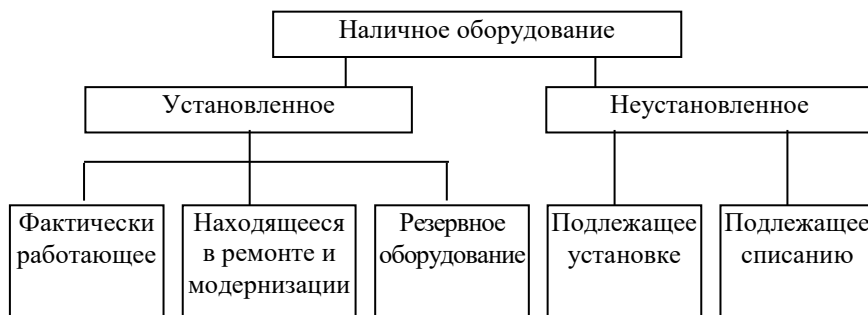 Наличное оборудование
Установленное
Неустановленное
Фактически
работающее
Находящееся
в ремонте и
модернизации
Резервное
оборудование
Подлежащее
установке
Подлежащее
списанию